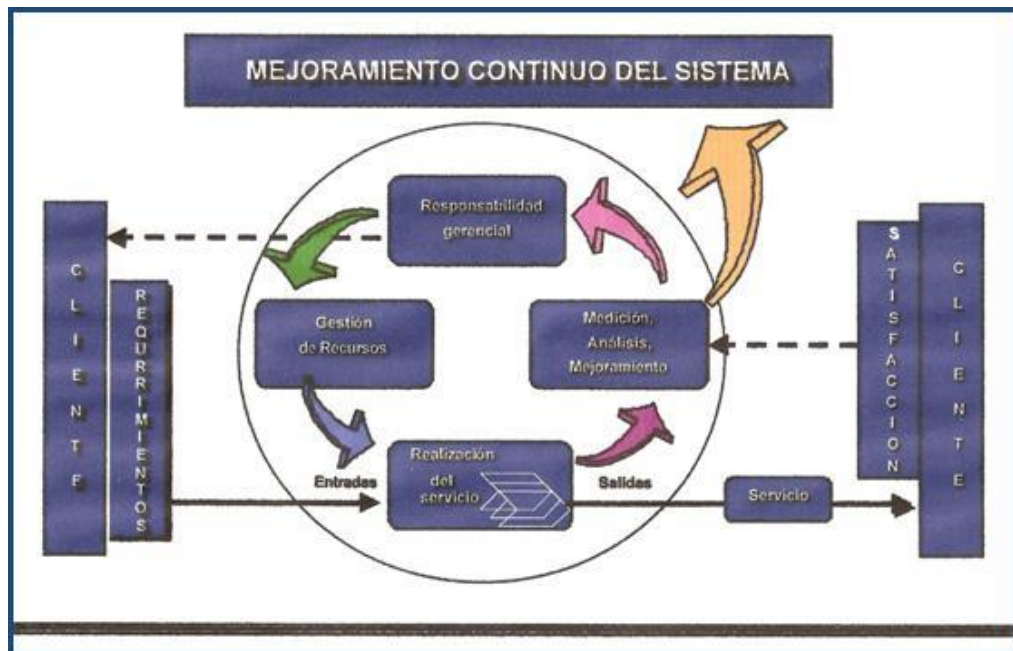 MEJORAMIENTO CONTINUO DEL SISTEMA
Responsabilidad
gerencial
CLIENTE
REQURRIMIENTOS
Gestión
de Recursos
Medición,
Análisis,
Mejoramiento
SATISFACCION
CLIENTE
Entradas
Realización
del
servicio
Salidas
Servicio